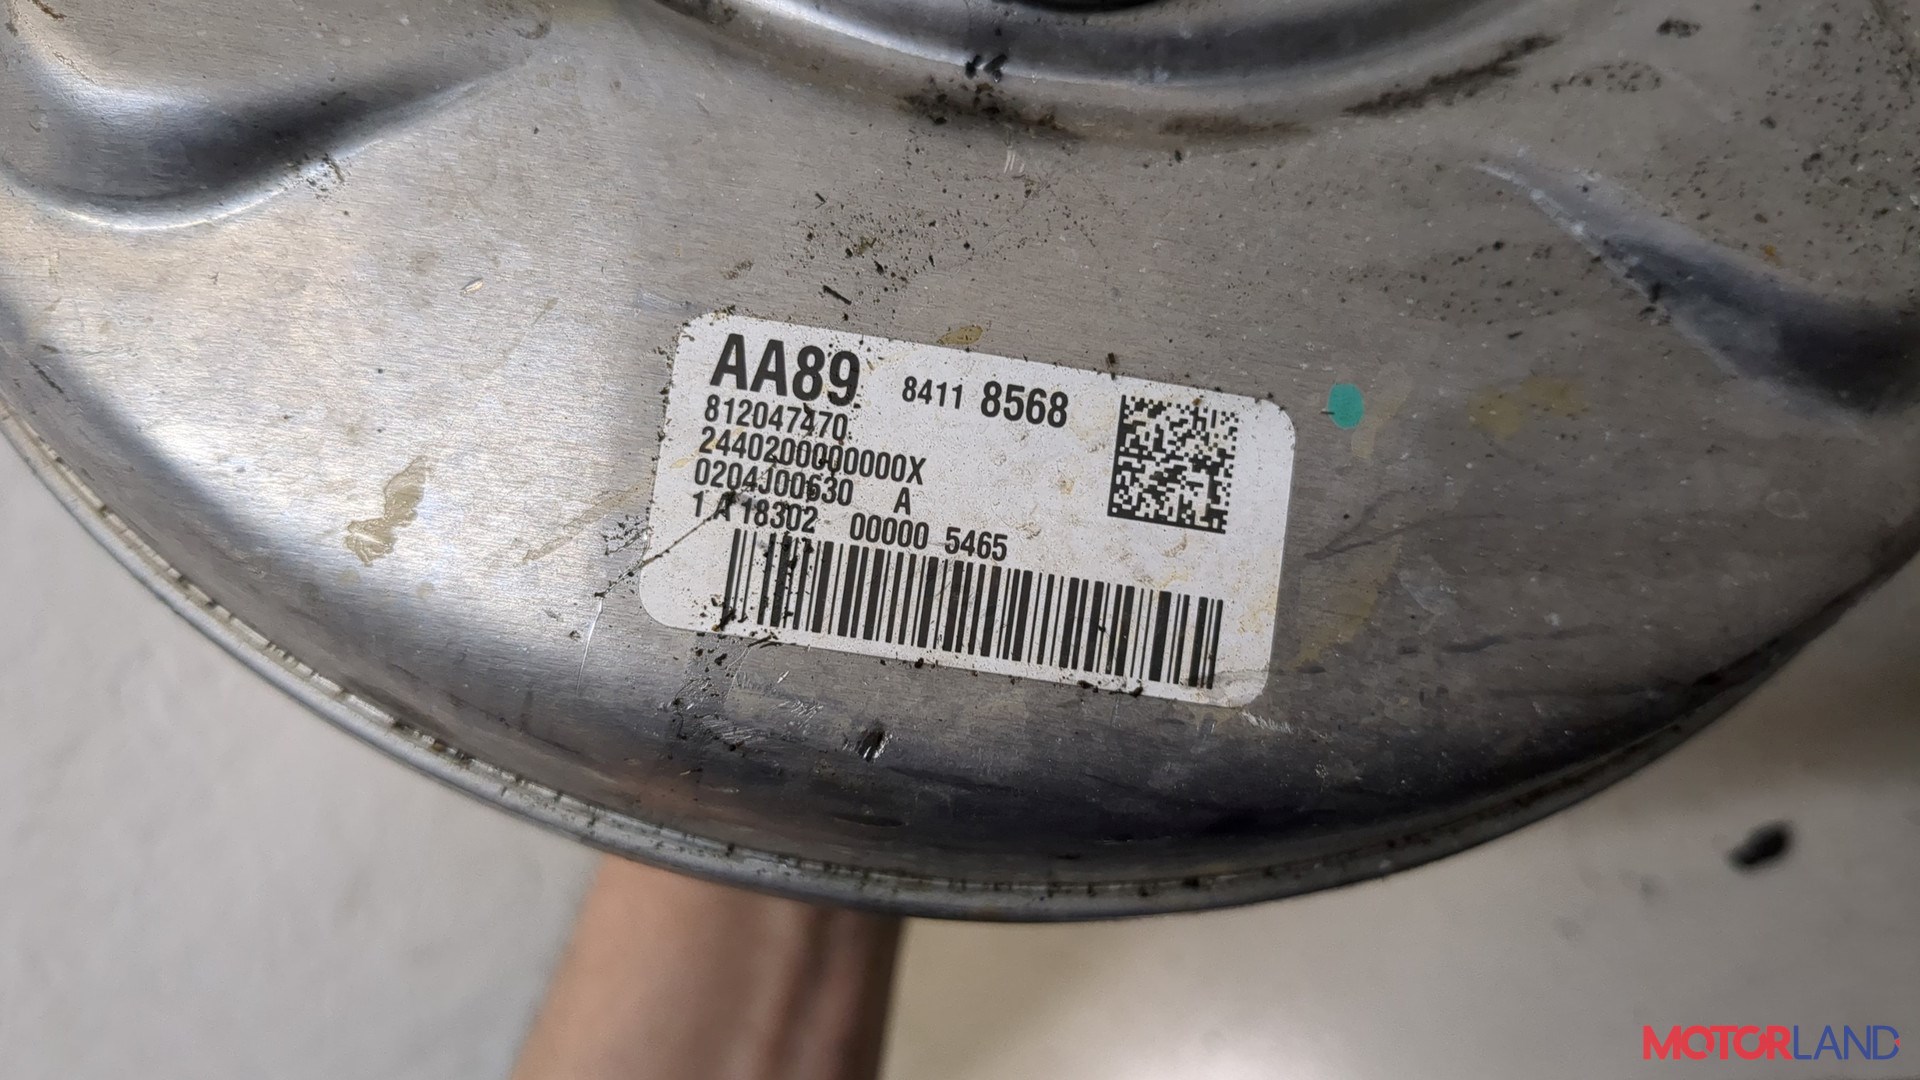 AA89 8411 8568
812047470
2440200000000X
0204J00630 A
1 A 18302 00000 5465
MOTORLAND